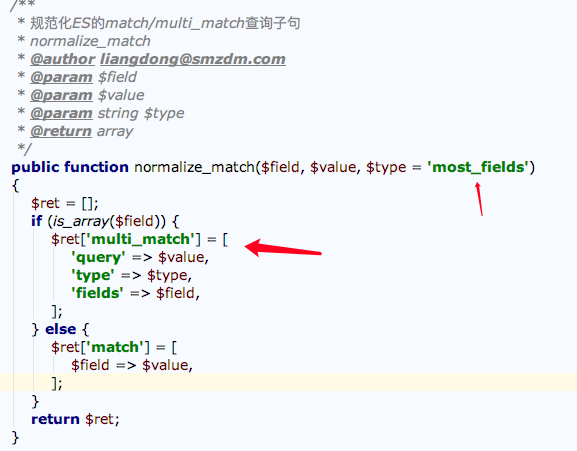 /**
* 规范化ES的match/multi_match查询子句
* normalize_match
* @author liangdong@smzdm.com
* @param $field
* @param $value
* @param string $type
* @return array
*/
public function normalize_match($field, $value, $type = 'most_fields')
{
$ret = [];
if (is_array($field)) {
$ret['multi_match'] = [
'query' => $value,
'type' => $type,
'fields' => $field,
];
} else {
$ret['match'] = [
$field => $value,
];
}
return $ret;
}